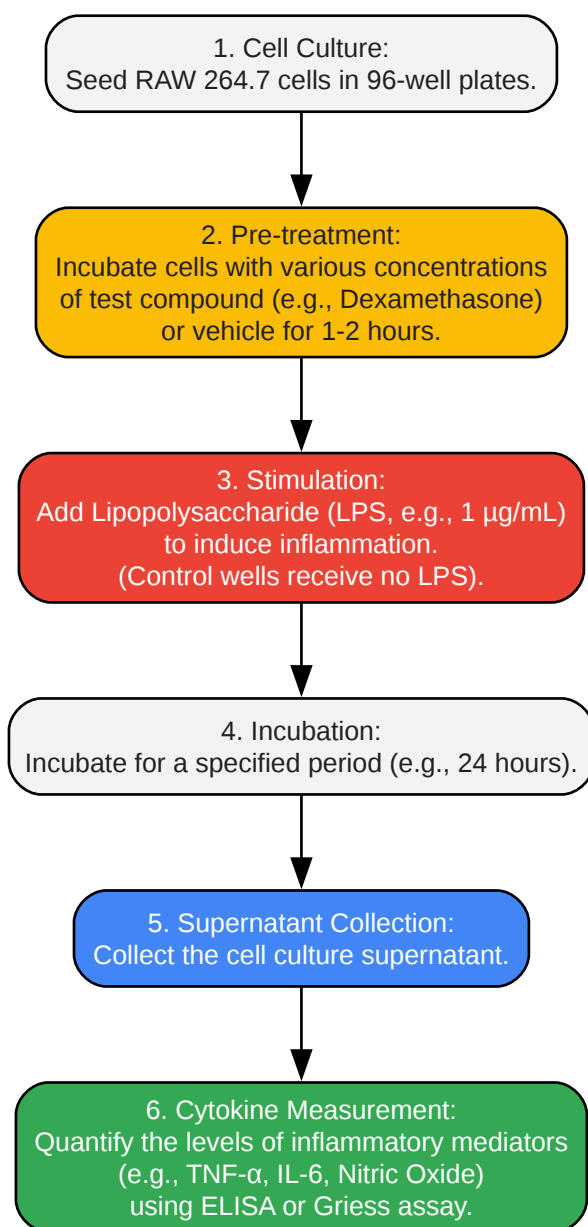 1. Cell Culture:
Seed RAW 264.7 cells in 96-well plates.
2. Pre-treatment:
Incubate cells with various concentrations
of test compound (e.g., Dexamethasone)
or vehicle for 1-2 hours.
3. Stimulation:
Add Lipopolysaccharide (LPS, e.g., 1 µg/mL)
to induce inflammation.
(Control wells receive no LPS).
4. Incubation:
Incubate for a specified period (e.g., 24 hours).
5. Supernatant Collection:
Collect the cell culture supernatant.
6. Cytokine Measurement:
Quantify the levels of inflammatory mediators
(e.g., TNF-α, IL-6, Nitric Oxide)
using ELISA or Griess assay.